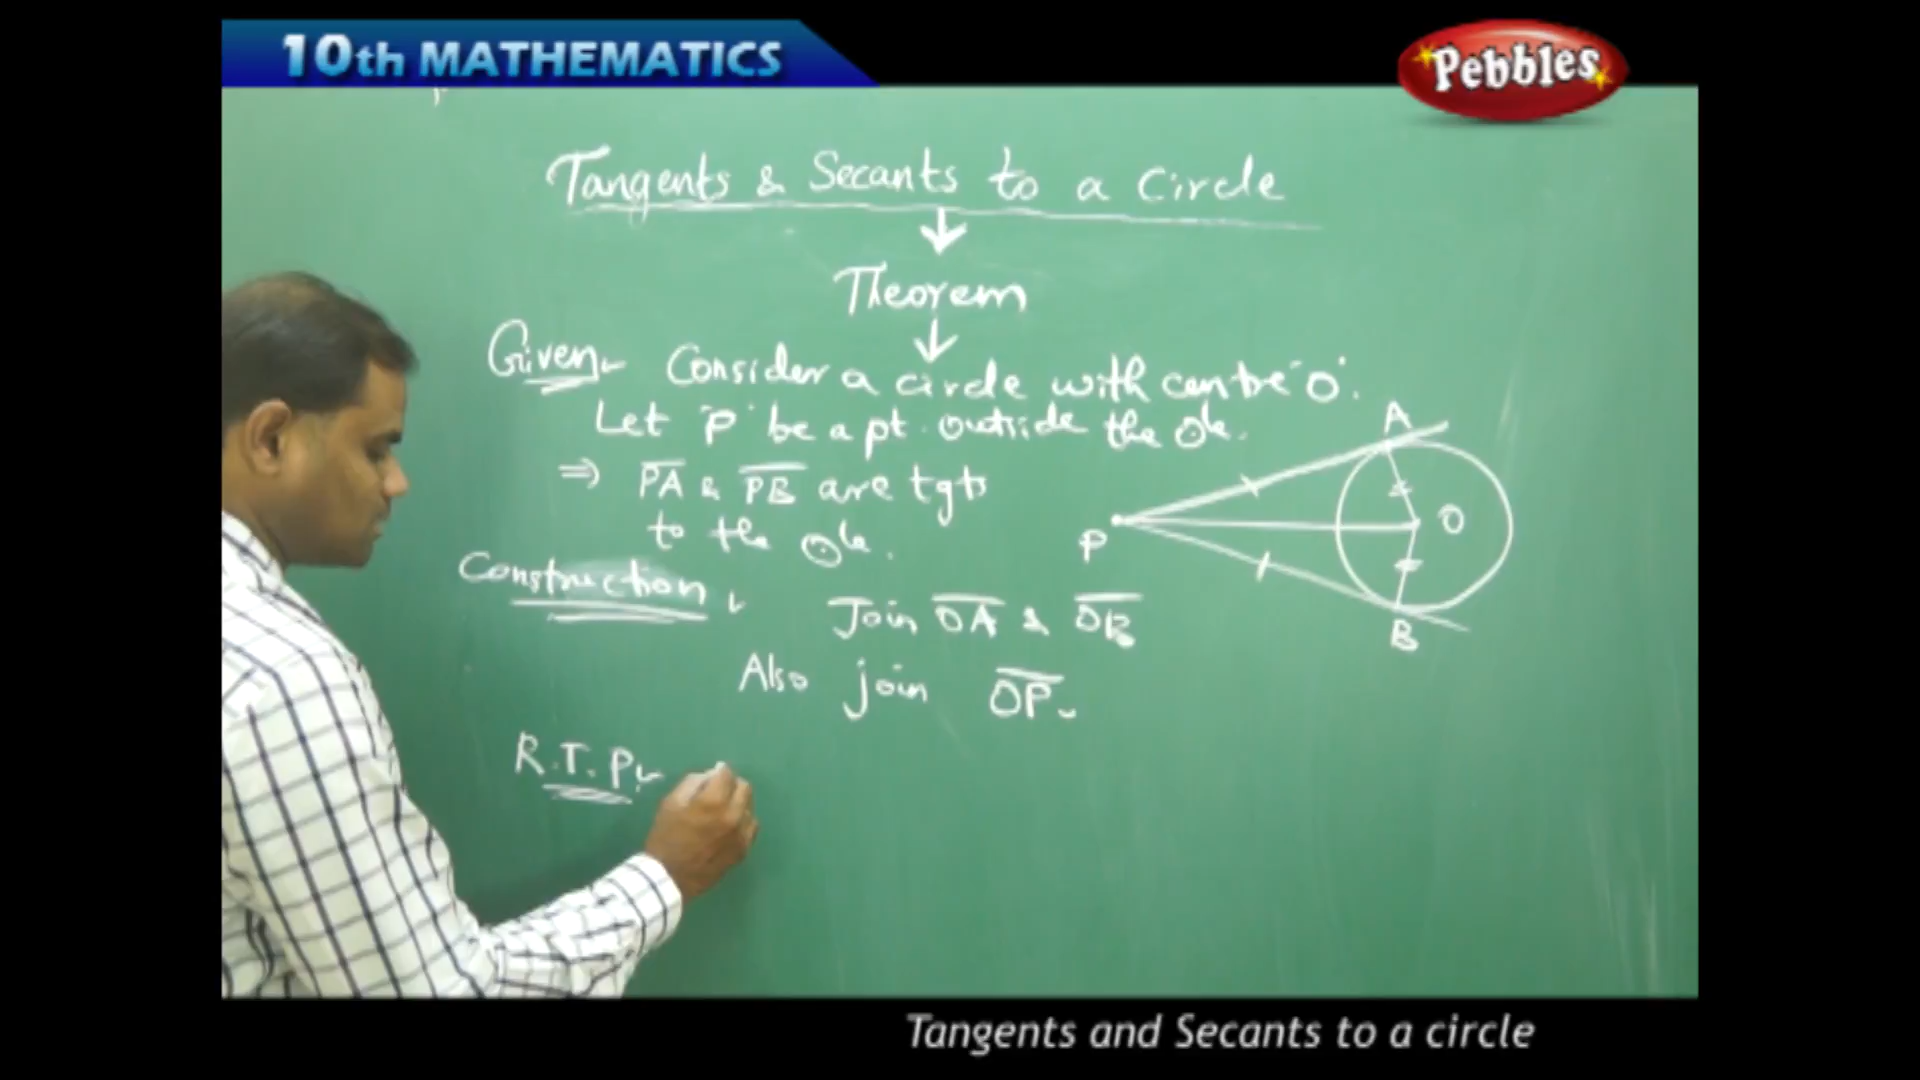 10th MATHEMATICS
Pebbles
Tangents & Secants to a Circle
Theorem
Given Consider a circle with centre 'O'.
Let 'P' be a pt. outside the ⊙le.
⇒ PA & PB are tgts
to the ⊙le.
Construction Join OA & OB
Also join OP.
R.T.P.
A
P
O
B
Tangents and Secants to a circle